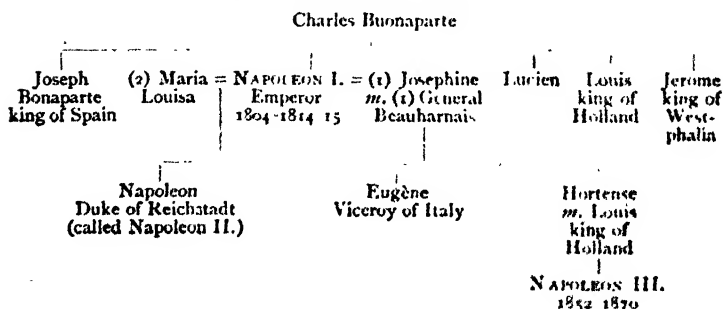 Charles Buonaparte
Joseph (2) Maria = NAPOLEON I. = (1) Josephine Lucien Louis Jerome
Bonaparte Louisa Emperor m. (1) General king of king of
king of Spain 1804-1814 15 Beauharnais Holland West-
phalia
Napoleon Eugène Hortense
Duke of Reichstadt Viceroy of Italy m. Louis
(called Napoleon II.) king of
Holland
NAPOLEON III.
1852 1870